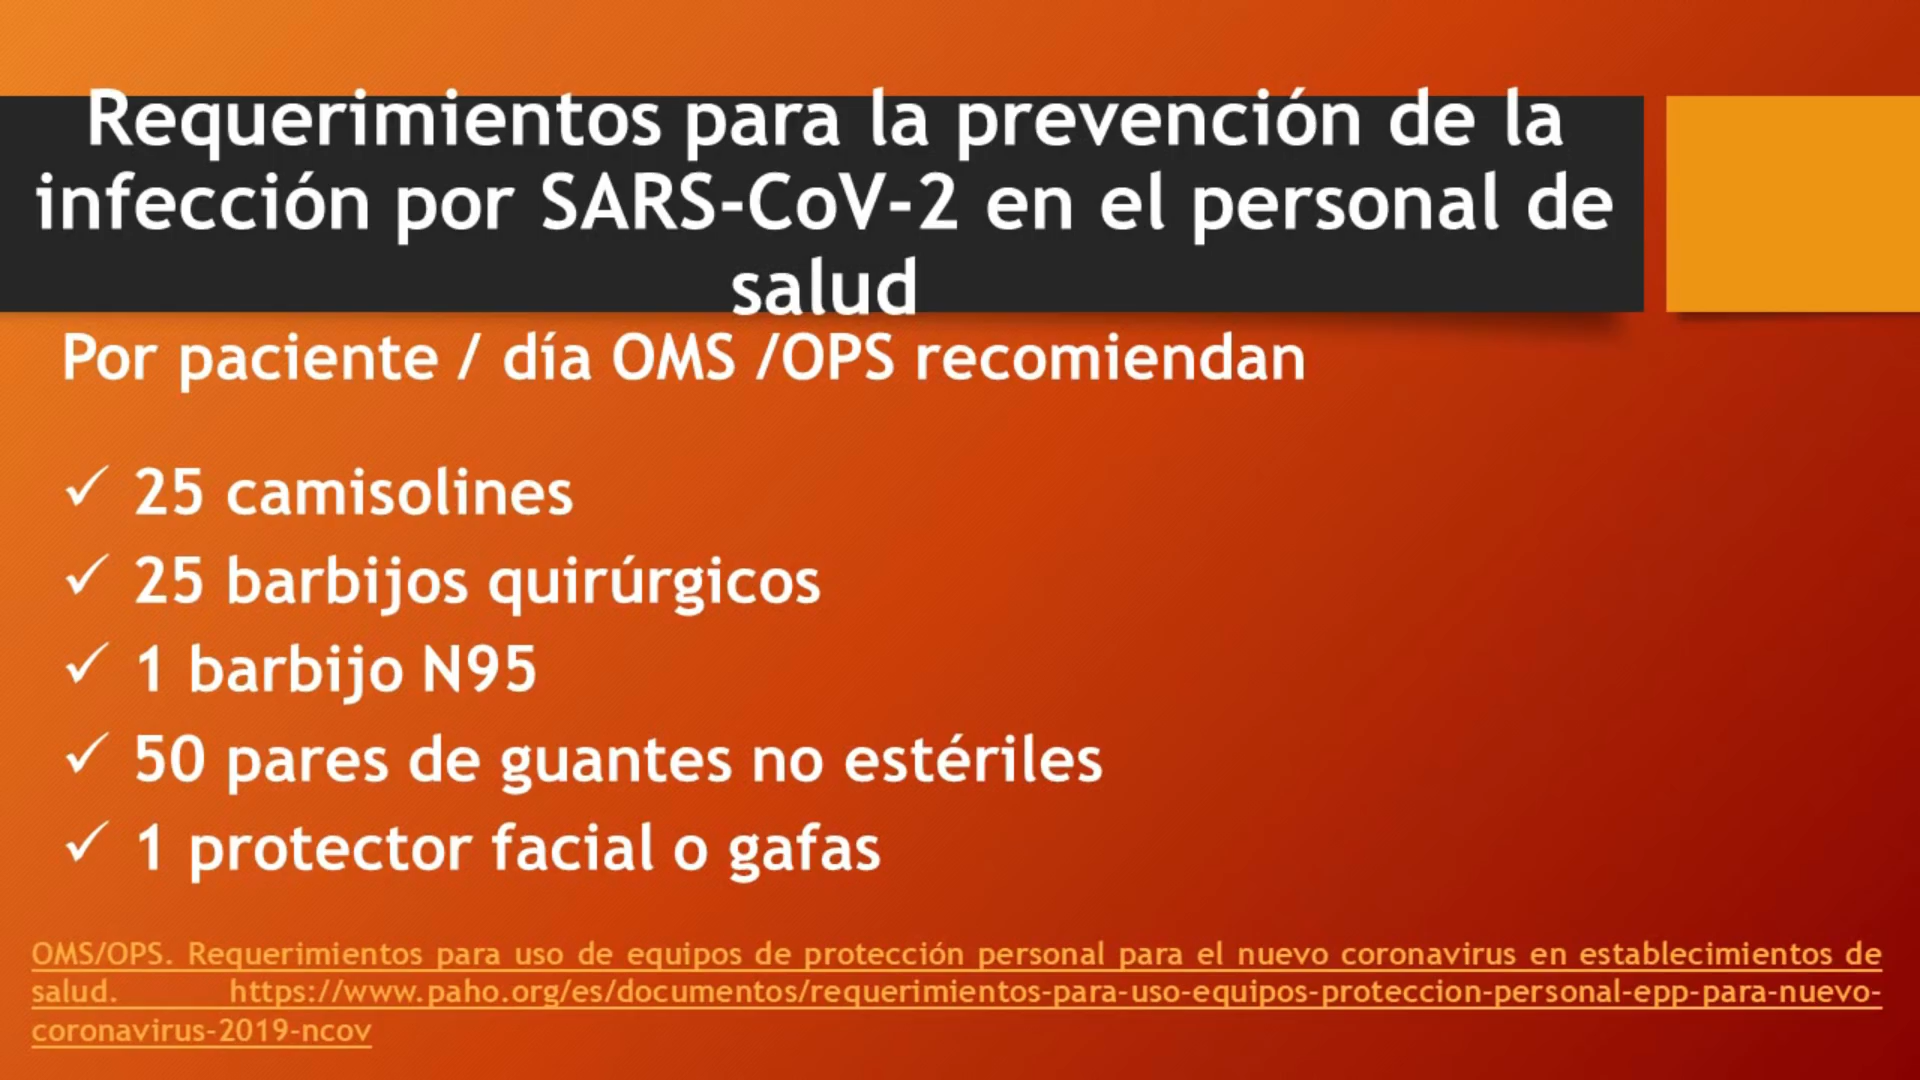 Requerimientos para la prevención de la
infección por SARS-CoV-2 en el personal de
salud
Por paciente / día OMS /OPS recomiendan
✓ 25 camisolines
✓ 25 barbijos quirúrgicos
✓ 1 barbijo N95
✓ 50 pares de guantes no estériles
✓ 1 protector facial o gafas
OMS/OPS. Requerimientos para uso de equipos de protección personal para el nuevo coronavirus en establecimientos de
salud. https://www.paho.org/es/documentos/requerimientos-para-uso-equipos-proteccion-personal-epp-para-nuevo-
coronavirus-2019-ncov